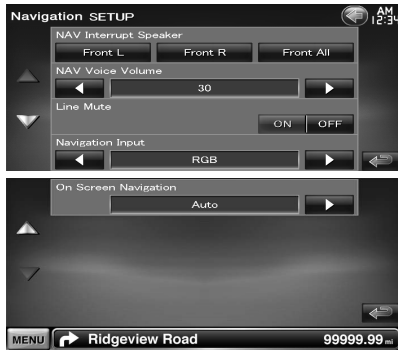 Navigation SETUP
AM
12:34
NAV Interrupt Speaker
Front L Front R Front All
NAV Voice Volume
30
Line Mute
ON OFF
Navigation Input
RGB
On Screen Navigation
Auto
MENU Ridgeview Road 99999.99 mi